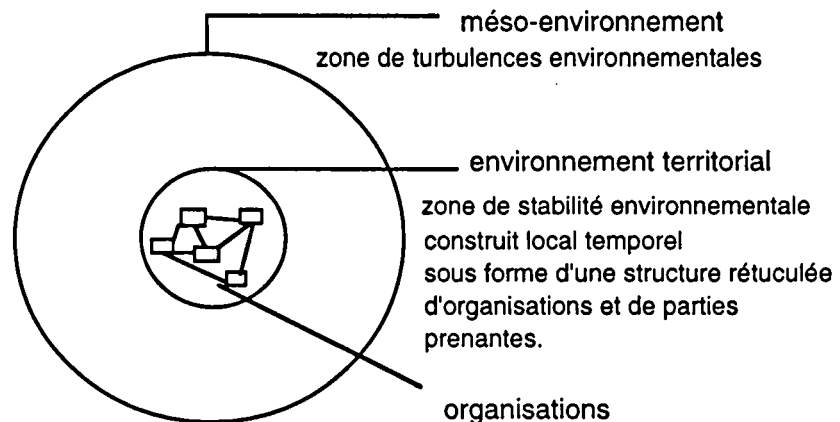 méso-environnement
zone de turbulences environnementales
environnement territorial
zone de stabilité environnementale
construit local temporel
sous forme d'une structure rétuculée
d'organisations et de parties
prenantes.
organisations